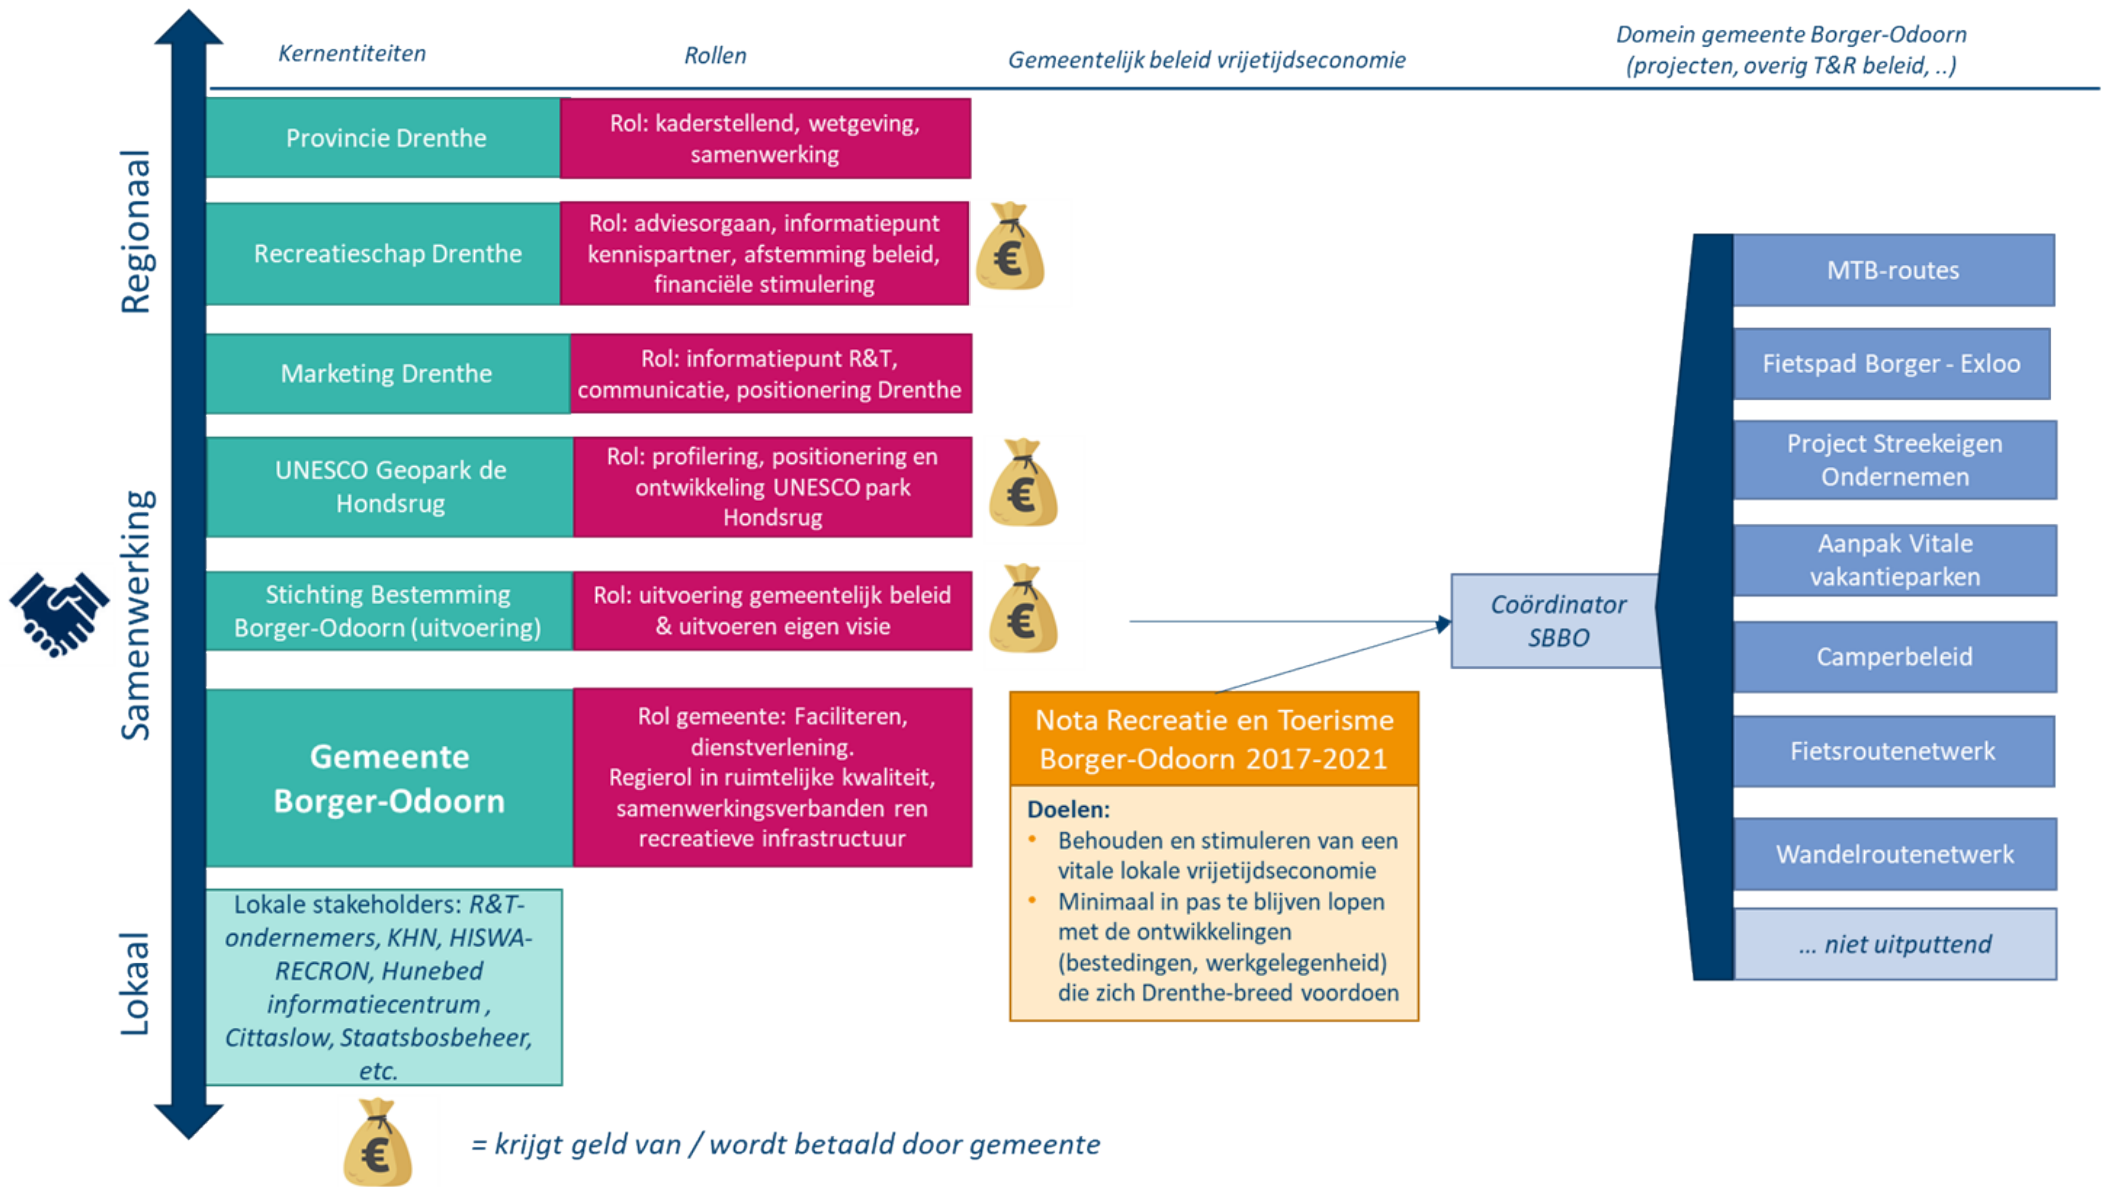 Kernentiteiten
Rollen
Gemeentelijk beleid vrijetijdseconomie
Domein gemeente Borger-Odoorn
(projecten, overig T&R beleid, ..)
Regionaal
Samenwerking
Lokaal
Provincie Drenthe
Rol: kaderstellend, wetgeving,
samenwerking
Recreatieschap Drenthe
Rol: adviesorgaan, informatiepunt
kennispartner, afstemming beleid,
financiële stimulering
€
Marketing Drenthe
Rol: informatiepunt R&T,
communicatie, positionering Drenthe
UNESCO Geopark de
Hondsrug
Rol: profilering, positionering en
ontwikkeling UNESCO park
Hondsrug
€
Stichting Bestemming
Borger-Odoorn (uitvoering)
Rol: uitvoering gemeentelijk beleid
& uitvoeren eigen visie
€
Gemeente
Borger-Odoorn
Rol gemeente: Faciliteren,
dienstverlening.
Regierol in ruimtelijke kwaliteit,
samenwerkingsverbanden ren
recreatieve infrastructuur
Lokale stakeholders: R&T-
ondernemers, KHN, HISWA-
RECRON, Hunebed
informatiecentrum ,
Cittaslow, Staatsbosbeheer,
etc.
Nota Recreatie en Toerisme
Borger-Odoorn 2017-2021
Doelen:
• Behouden en stimuleren van een
vitale lokale vrijetijdseconomie
• Minimaal in pas te blijven lopen
met de ontwikkelingen
(bestedingen, werkgelegenheid)
die zich Drenthe-breed voordoen
Coördinator
SBBO
MTB-routes
Fietspad Borger - Exloo
Project Streekeigen
Ondernemen
Aanpak Vitale
vakantieparken
Camperbeleid
Fietsroutenetwerk
Wandelroutenetwerk
... niet uitputtend
€
= krijgt geld van / wordt betaald door gemeente